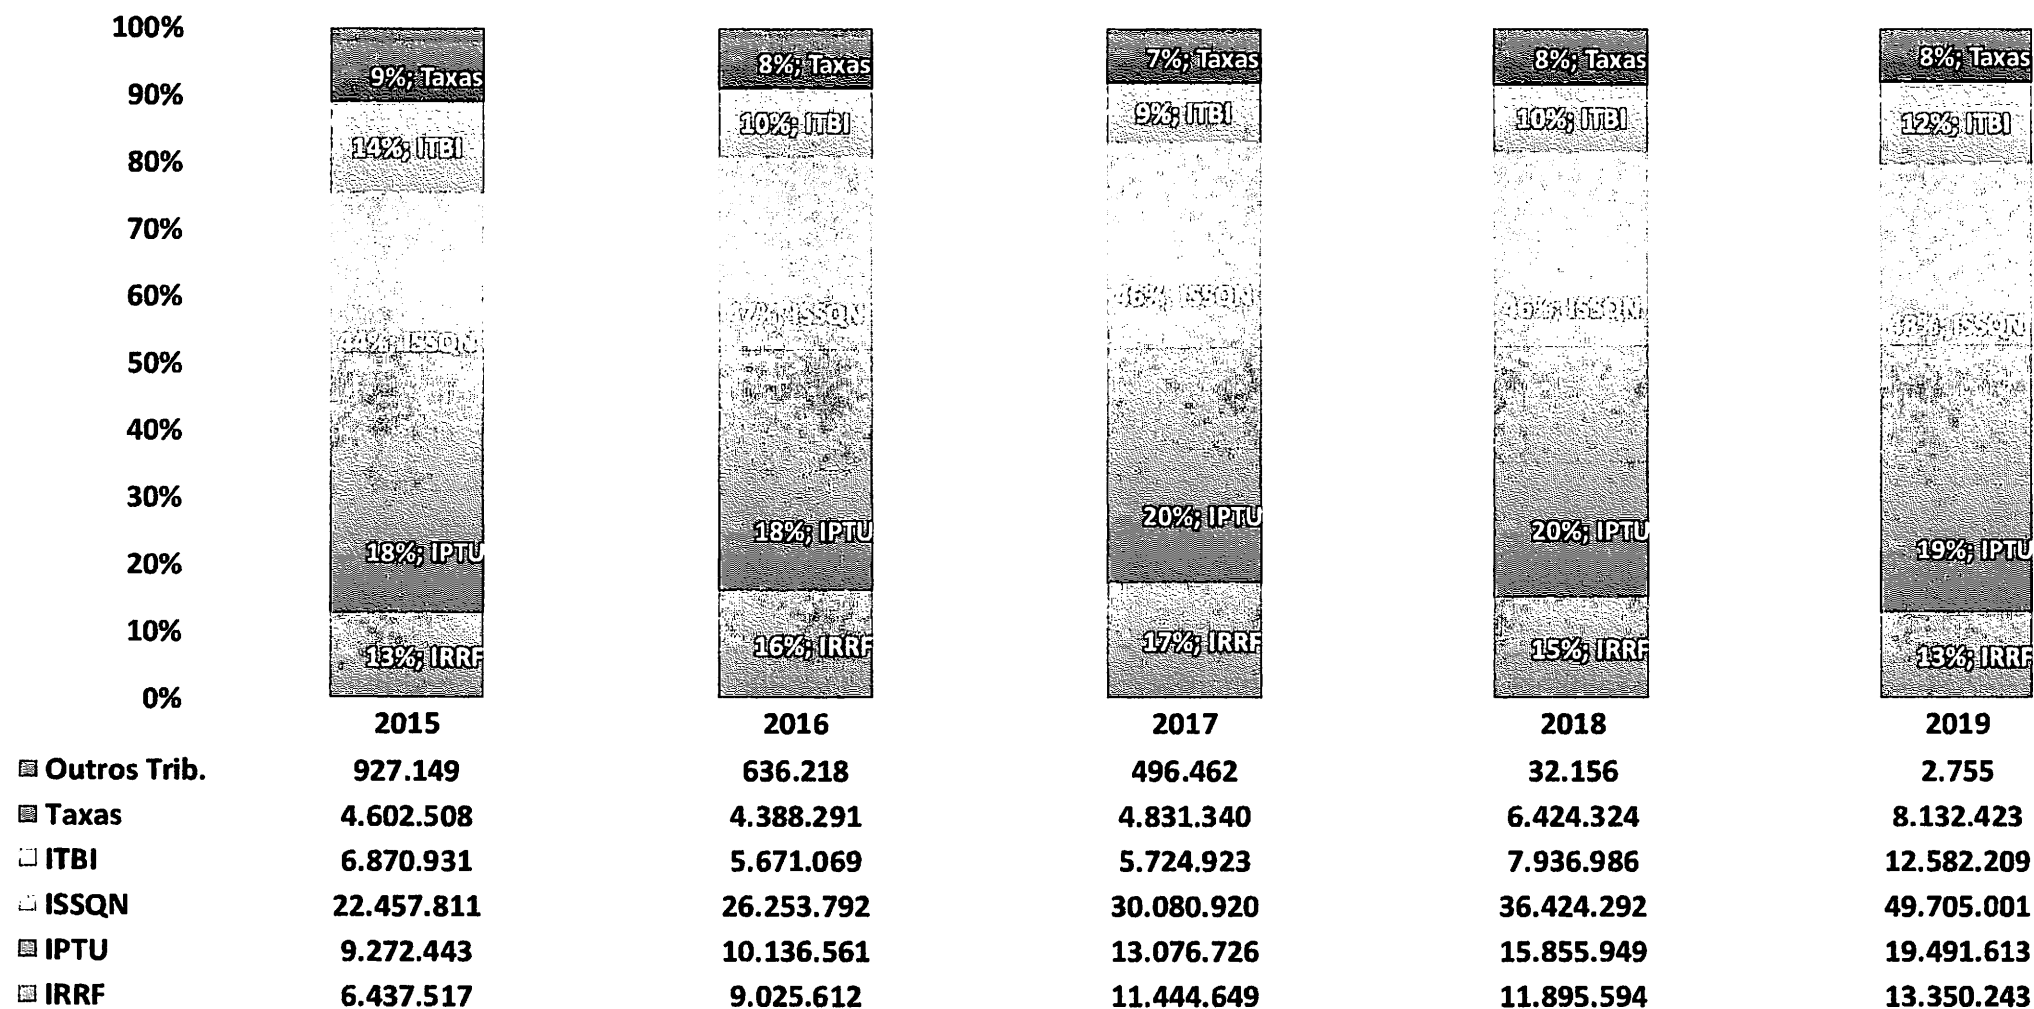 100%
90%
80%
70%
60%
50%
40%
30%
20%
10%
0%
9%; Taxas
14%; ITBI
44%; ISSQN
18%; IPTU
13%; IRRF
8%; Taxas
10%; ITBI
ISSQN
18%; IPTU
16%; IRRF
7%; Taxas
9%; ITBI
46%; ISSQN
20%; IPTU
17%; IRRF
8%; Taxas
10%; ITBI
46%; ISSQN
20%; IPTU
15%; IRRF
8%; Taxas
12%; ITBI
48%; ISSQN
19%; IPTU
13%; IRRF
2015 2016 2017 2018 2019
Outros Trib. 927.149 636.218 496.462 32.156 2.755
Taxas 4.602.508 4.388.291 4.831.340 6.424.324 8.132.423
ITBI 6.870.931 5.671.069 5.724.923 7.936.986 12.582.209
ISSQN 22.457.811 26.253.792 30.080.920 36.424.292 49.705.001
IPTU 9.272.443 10.136.561 13.076.726 15.855.949 19.491.613
IRRF 6.437.517 9.025.612 11.444.649 11.895.594 13.350.243